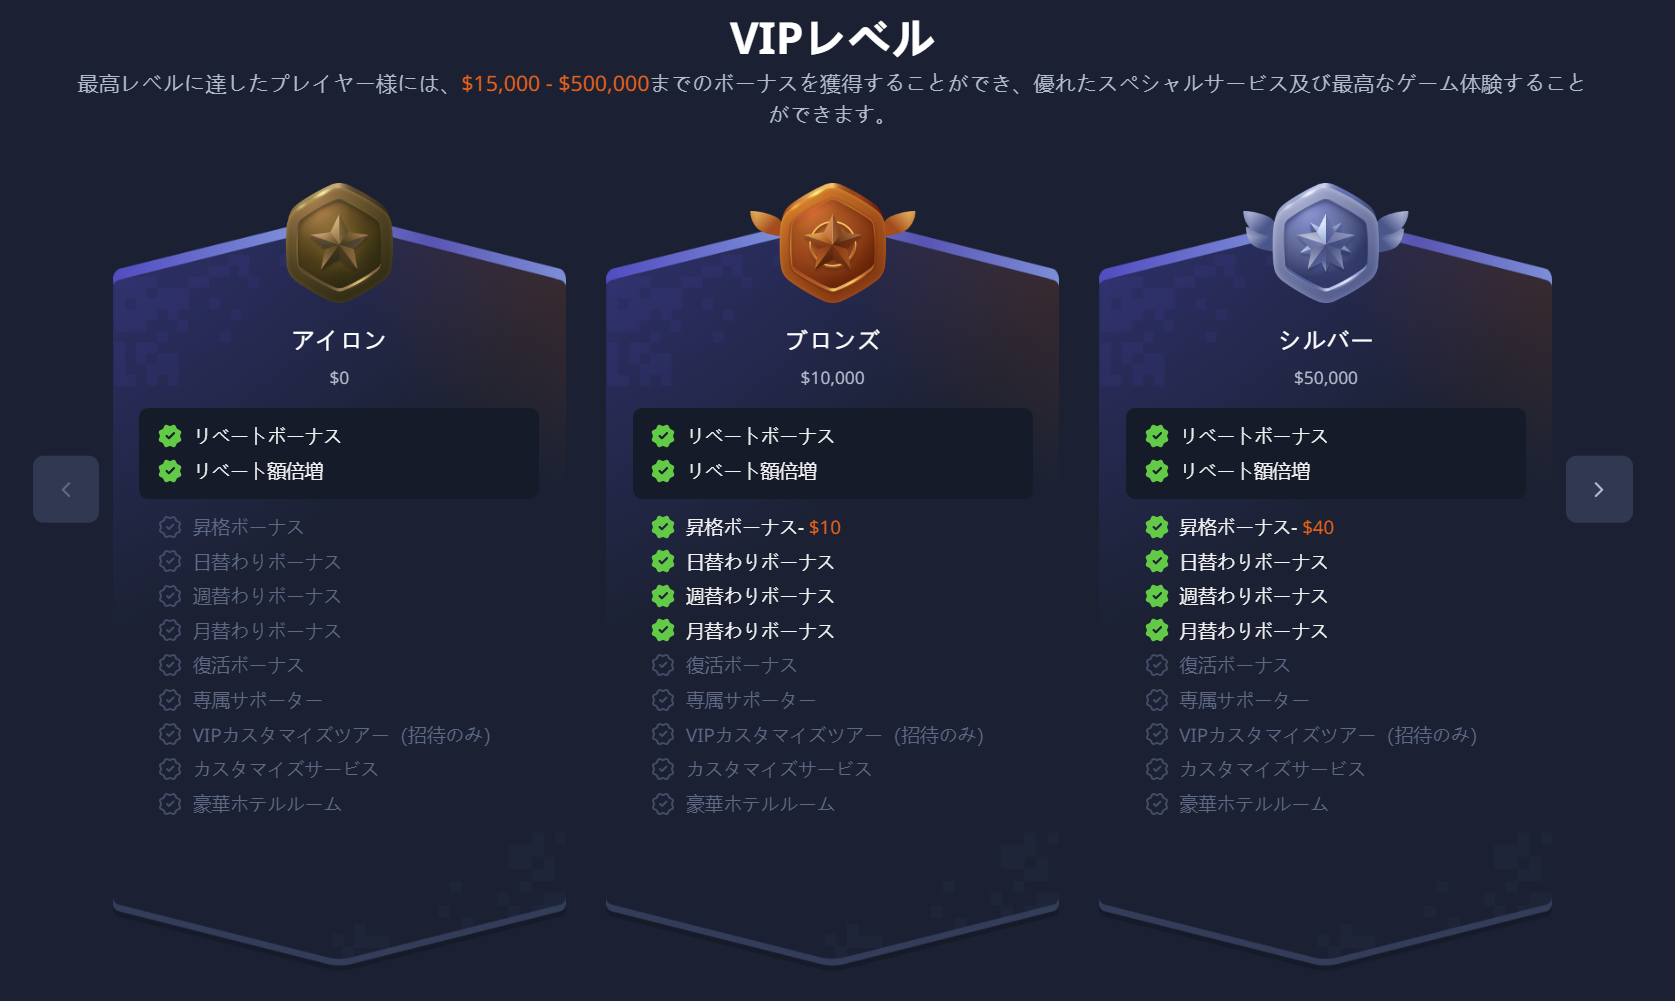 VIPレベル
最高レベルに達したプレイヤー様には、$15,000 - $500,000までのボーナスを獲得することができ、優れたスペシャルサービス及び最高なゲーム体験すること
ができます。
アイロン
$0
リベートボーナス
リベート額倍増
昇格ボーナス
日替わりボーナス
週替わりボーナス
月替わりボーナス
復活ボーナス
専属サポーター
VIPカスタマイズツアー（招待のみ）
カスタマイズサービス
豪華ホテルルーム
ブロンズ
$10,000
リベートボーナス
リベート額倍増
昇格ボーナス- $10
日替わりボーナス
週替わりボーナス
月替わりボーナス
復活ボーナス
専属サポーター
VIPカスタマイズツアー（招待のみ）
カスタマイズサービス
豪華ホテルルーム
シルバー
$50,000
リベートボーナス
リベート額倍増
昇格ボーナス- $40
日替わりボーナス
週替わりボーナス
月替わりボーナス
復活ボーナス
専属サポーター
VIPカスタマイズツアー（招待のみ）
カスタマイズサービス
豪華ホテルルーム